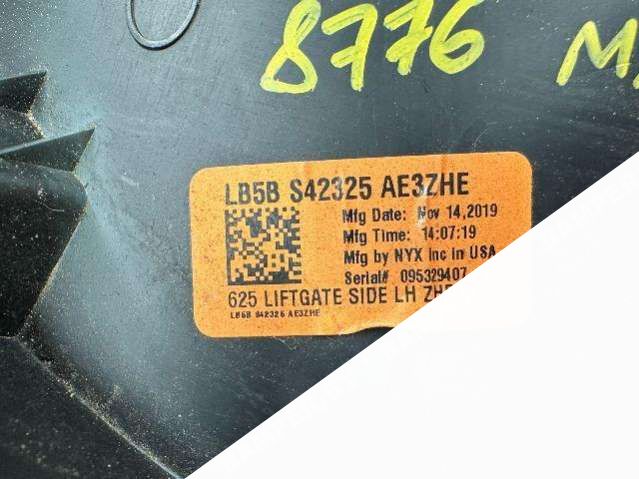 8776
LB5B S42325 AE3ZHE
Mfg Date: Nov 14,2019
Mfg Time: 14:07:19
Mfg by NYX Inc in USA
Serial# 095329407
625 LIFTGATE SIDE LH
LB5B S42325 AE3ZHE